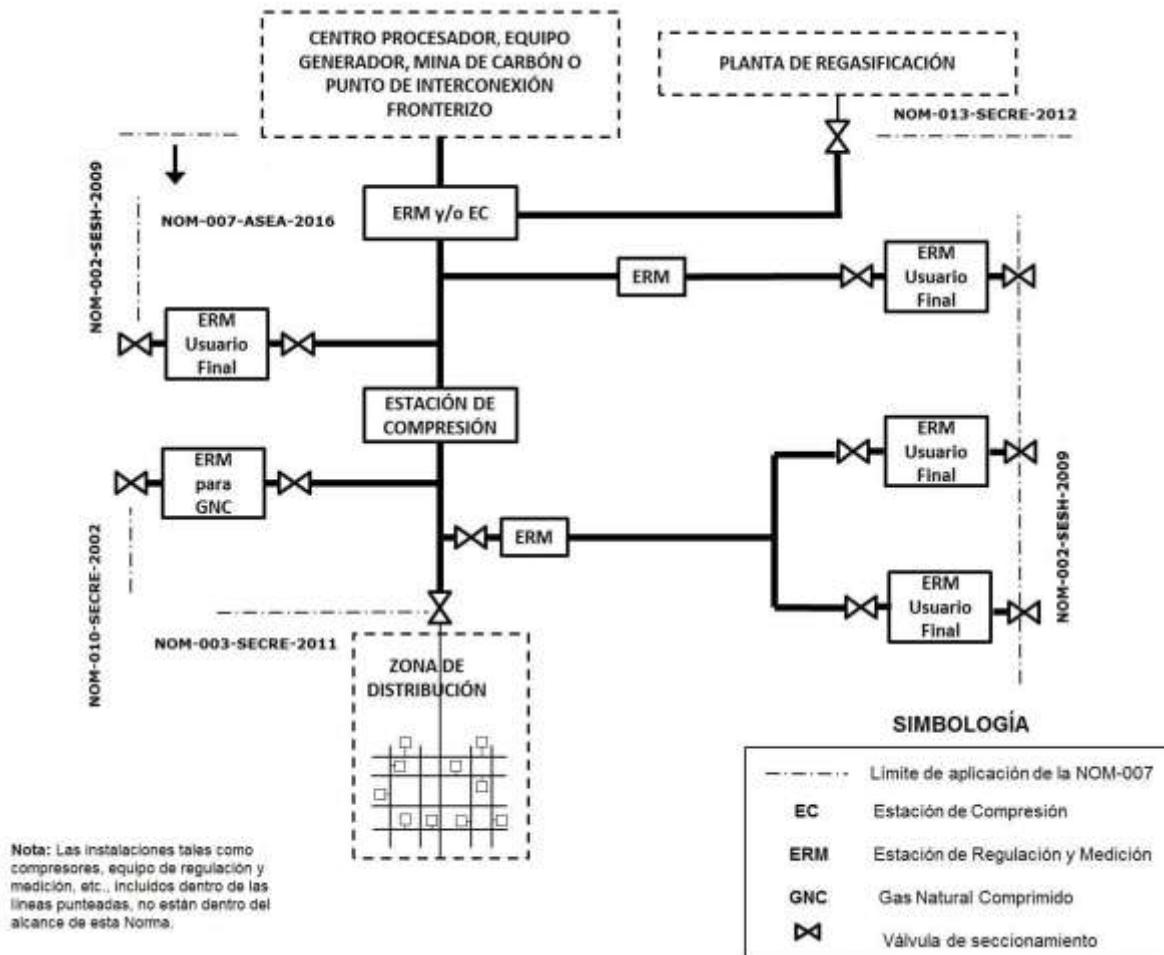 CENTRO PROCESADOR, EQUIPO
GENERADOR, MINA DE CARBÓN O
PUNTO DE INTERCONEXIÓN
FRONTERIZO
PLANTA DE REGASIFICACIÓN
NOM-013-SECRE-2012
NOM-002-SESH-2009
NOM-007-ASEA-2016
ERM y/o EC
ERM
ERM
Usuario
Final
ERM
Usuario
Final
ESTACIÓN DE
COMPRESIÓN
ERM
para
GNC
ERM
Usuario
Final
ERM
ERM
Usuario
Final
NOM-002-SESH-2009
NOM-010-SECRE-2002
NOM-003-SECRE-2011
ZONA DE
DISTRIBUCIÓN
SIMBOLOGÍA
Límite de aplicación de la NOM-007
EC Estación de Compresión
ERM Estación de Regulación y Medición
GNC Gas Natural Comprimido
Válvula de seccionamiento
Nota: Las instalaciones tales como
compresores, equipo de regulación y
medición, etc., incluidos dentro de las
líneas punteadas, no están dentro del
alcance de esta Norma.